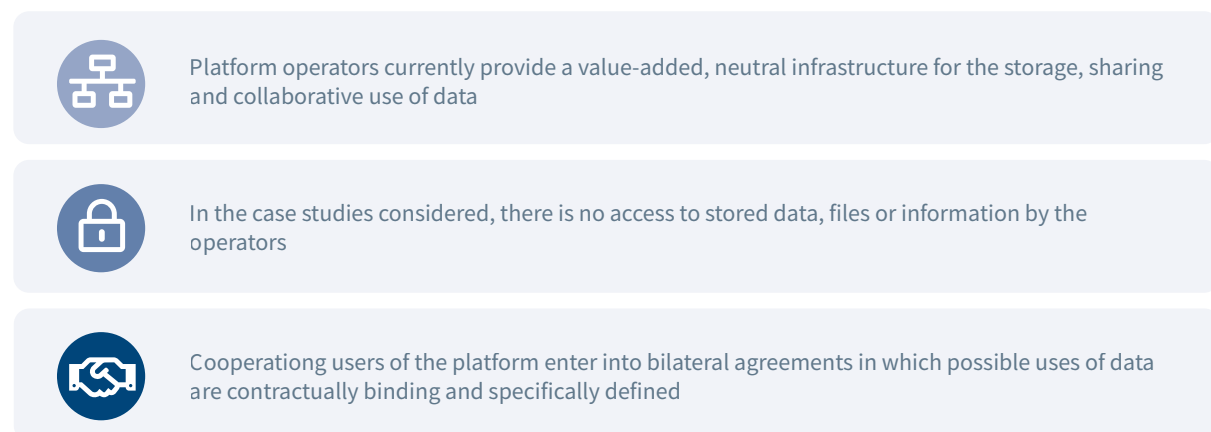 Platform operators currently provide a value-added, neutral infrastructure for the storage, sharing
and collaborative use of data
In the case studies considered, there is no access to stored data, files or information by the
operators
Cooperationg users of the platform enter into bilateral agreements in which possible uses of data
are contractually binding and specifically defined